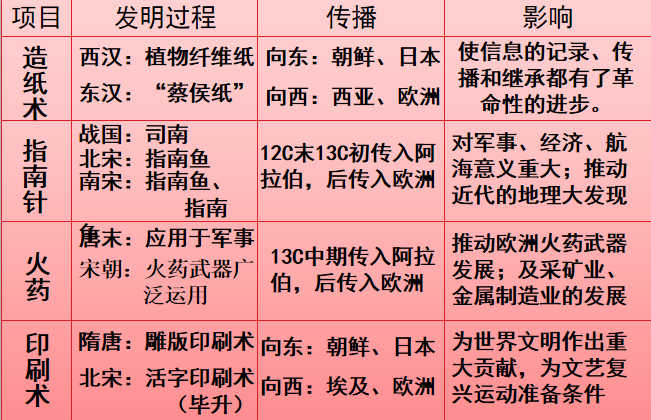 项目 发明过程 传播 影响
造纸术
西汉：植物纤维纸
东汉：“蔡侯纸”
向东：朝鲜、日本
向西：西亚、欧洲
使信息的记录、传
播和继承都有了革
命性的进步。
指南针
战国：司南
北宋：指南鱼
南宋：指南鱼、
指南
龟
12C末13C初传入阿
拉伯，后传入欧洲
对军事、经济、航
海意义重大；推动
近代的地理大发现
火药
唐末：应用于军事
宋朝：火药武器广
泛运用
13C中期传入阿拉
伯，后传入欧洲
推动欧洲火药武器
发展；及采矿业、
金属制造业的发展
印刷术
隋唐：雕版印刷术
北宋：活字印刷术
（毕升）
向东：朝鲜、日本
向西：埃及、欧洲
为世界文明作出重
大贡献，为文艺复
兴运动准备条件